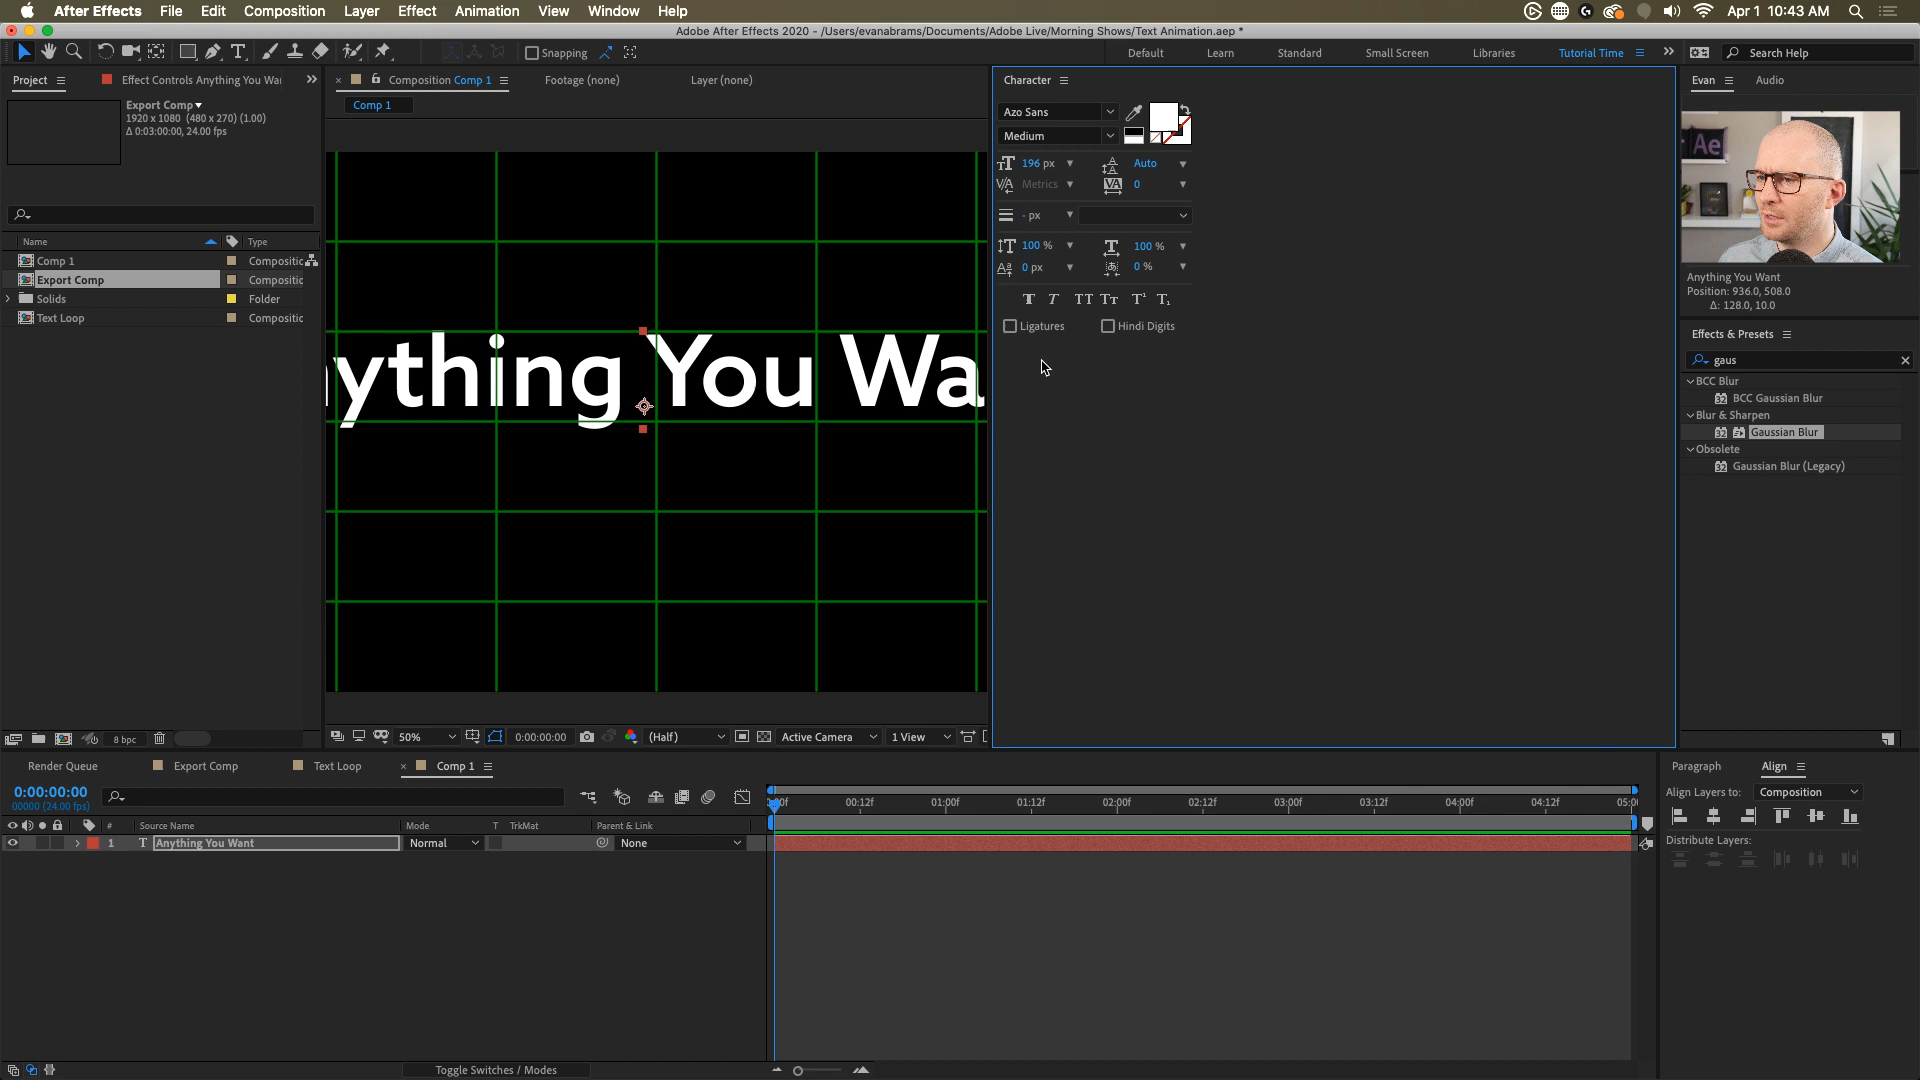 After Effects File Edit Composition Layer Effect Animation View Window Help
Apr 1 10:43 AM
Adobe After Effects 2020 - /Users/evanabrams/Documents/Adobe Live/Morning Shows/Text Animation.aep *
Snapping
Default Learn Standard Small Screen Libraries Tutorial Time Search Help
Project Effect Controls Anything You Wa
Composition Comp 1 Footage (none) Layer (none)
Character
Evan Audio
Export Comp
1920 x 1080 (480 x 270) (1.00)
Δ 0:03:00:00, 24.00 fps
Comp 1
Azo Sans
Medium
196 px Auto
Metrics 0
- px
100 % 100 %
0 px 0 %
Ligatures Hindi Digits
Ae
Anything You Want
Position: 936.0, 508.0
Δ: 128.0, 10.0
Effects & Presets
gaus
BCC Blur
BCC Gaussian Blur
Blur & Sharpen
Gaussian Blur
Obsolete
Gaussian Blur (Legacy)
Name Type
Comp 1 Compositic
Export Comp Compositic
Solids Folder
Text Loop Compositic
ything You Wa
8 bpc
50% 0:00:00:00 (Half) Active Camera 1 View
Render Queue Export Comp Text Loop Comp 1
0:00:00:00
00000 (24.00 fps)
00f 00:12f 01:00f 01:12f 02:00f 02:12f 03:00f 03:12f 04:00f 04:12f 05:0
# Source Name Mode T TrkMat Parent & Link
1 T Anything You Want Normal None
Toggle Switches / Modes
Paragraph Align
Align Layers to: Composition
Distribute Layers: